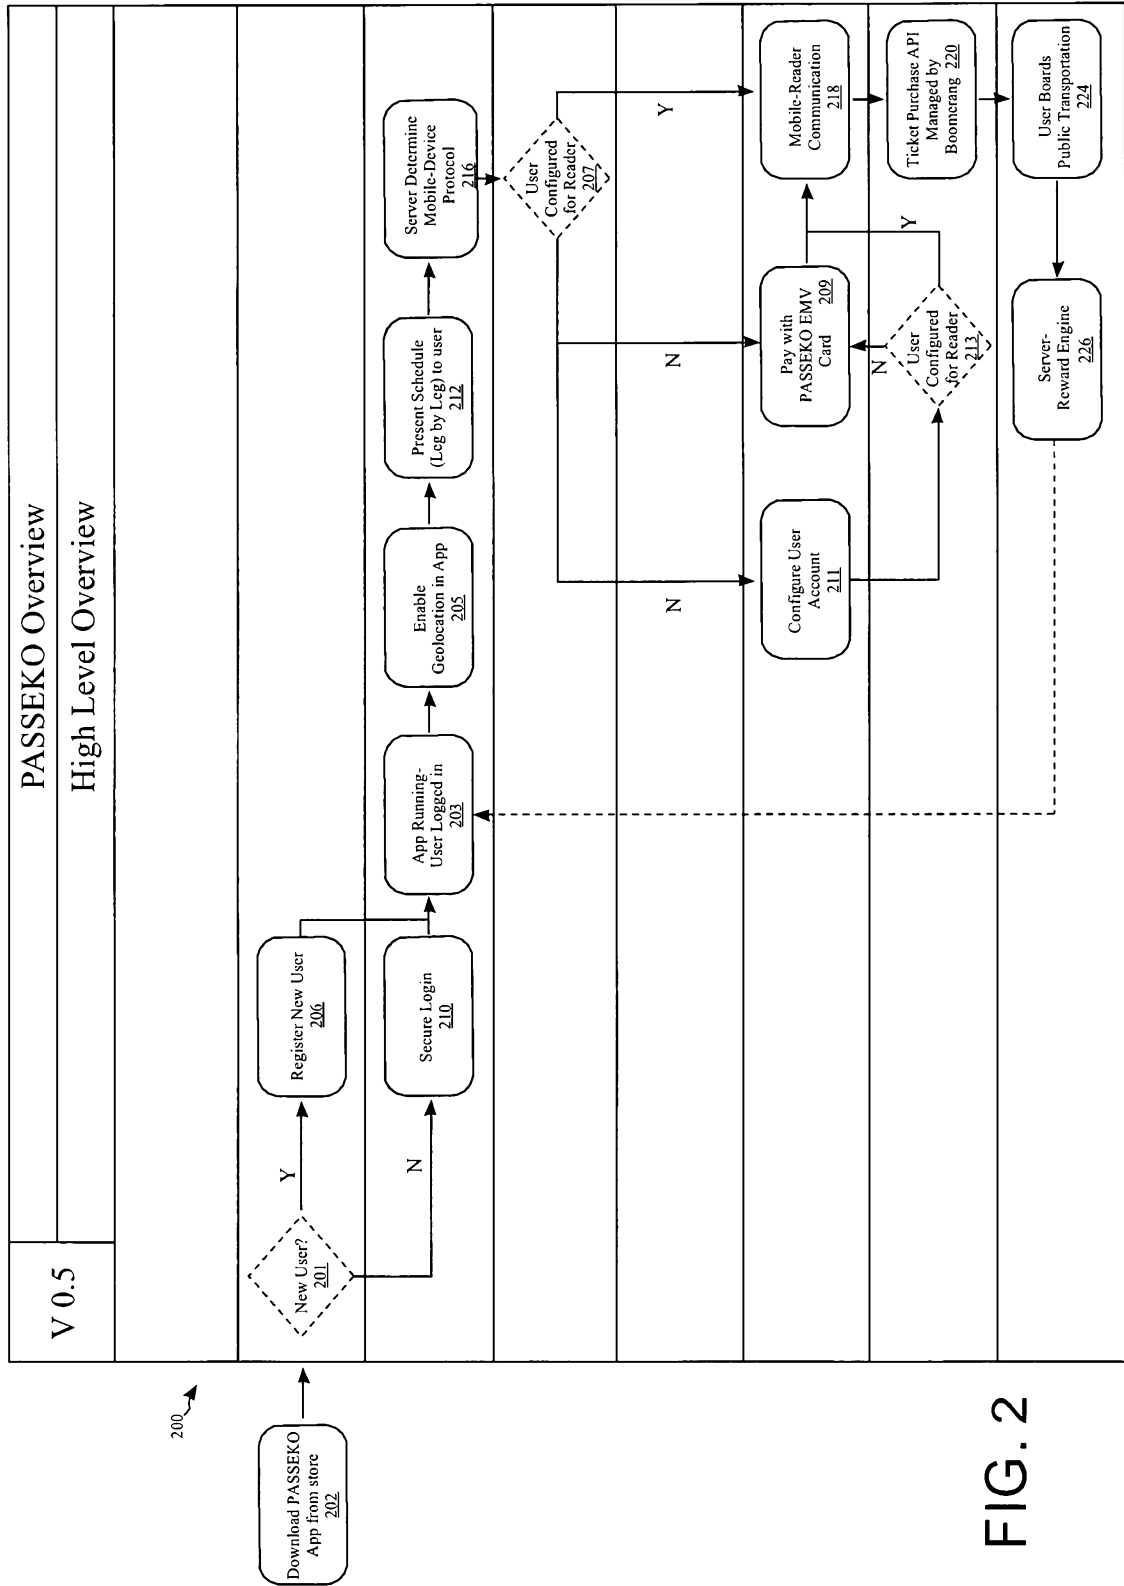 PASSEKO Overview
V 0.5
High Level Overview
200
Download PASSEKO
App from store
202
New User?
201
Y
N
Register New User
206
Secure Login
210
App Running-
User Logged in
203
Enable
Geolocation in App
205
Present Schedule
(Leg by Leg) to user
212
Server Determine
Mobile-Device
Protocol
216
User
Configured
for Reader
207
N
N
Y
Configure User
Account
211
Pay with
PASSEKO EMV
Card
209
Mobile-Reader
Communication
218
User
Configured
for Reader
213
N
Y
Ticket Purchase API
Managed by
Boomerang 220
User Boards
Public Transportation
224
Server-
Reward Engine
226
FIG. 2